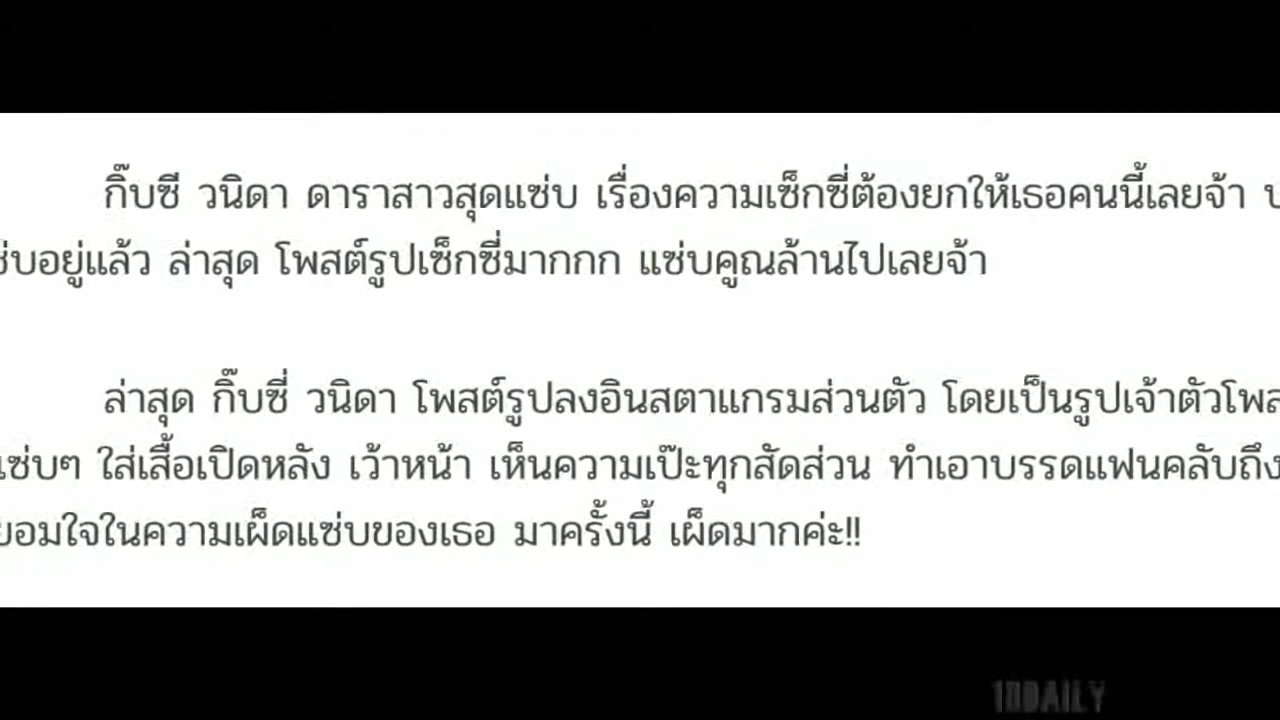 กิ๊บซี วนิดา ดาราสาวสุดแซ่บ เรื่องความเซ็กซี่ต้องยกให้เธอคนนี้เลยจ้า
อยู่แล้ว ล่าสุด โพสต์รูปเซ็กซี่มากกก แซ่บคูณล้านไปเลยจ้า
ล่าสุด กิ๊บซี่ วนิดา โพสต์รูปลงอินสตาแกรมส่วนตัว โดยเป็นรูปเจ้าตัวโพส
แซ่บๆ ใส่เสื้อเปิดหลัง เว้าหน้า เห็นความเป๊ะทุกสัดส่วน ทำเอาบรรดแฟนคลับถึง
ยอมใจในความเผ็ดแซ่บของเธอ มาครั้งนี้ เผ็ดมากค่ะ!!
10DAILY